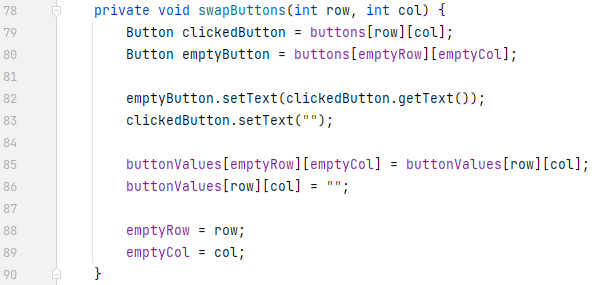 78 private void swapButtons(int row, int col) {
79 Button clickedButton = buttons[row][col];
80 Button emptyButton = buttons[emptyRow][emptyCol];
81
82 emptyButton.setText(clickedButton.getText());
83 clickedButton.setText("");
84
85 buttonValues[emptyRow][emptyCol] = buttonValues[row][col];
86 buttonValues[row][col] = "";
87
88 emptyRow = row;
89 emptyCol = col;
90 }